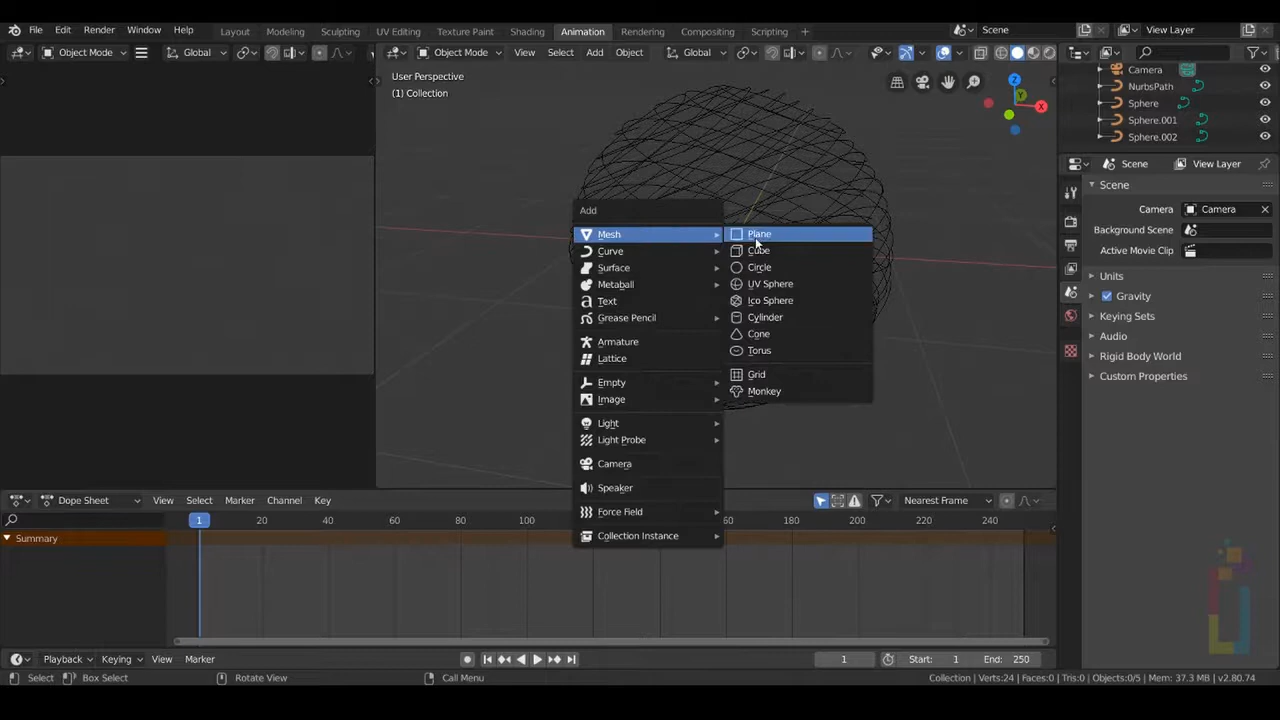 File Edit Render Window Help Layout Modeling Sculpting UV Editing Texture Paint Shading Animation Rendering Compositing Scripting + Scene View Layer
Object Mode Global Object Mode View Select Add Object Global
User Perspective
(1) Collection
Z
Y
X
Camera
NurbsPath
Sphere
Sphere.001
Sphere.002
Scene View Layer
Scene
Camera Camera
Background Scene
Active Movie Clip
Units
Gravity
Keying Sets
Audio
Rigid Body World
Custom Properties
Add
Mesh
Curve
Surface
Metaball
Text
Grease Pencil
Armature
Lattice
Empty
Image
Light
Light Probe
Camera
Speaker
Force Field
Collection Instance
Plane
Cube
Circle
UV Sphere
Ico Sphere
Cylinder
Cone
Torus
Grid
Monkey
Dope Sheet View Select Marker Channel Key Nearest Frame
1 20 40 60 80 100 60 180 200 220 240
Summary
Playback Keying View Marker 1 Start: 1 End: 250
Select Box Select Rotate View Call Menu Collection | Verts:24 | Faces:0 | Tris:0 | Objects:0/5 | Mem: 37.3 MB | v2.80.74